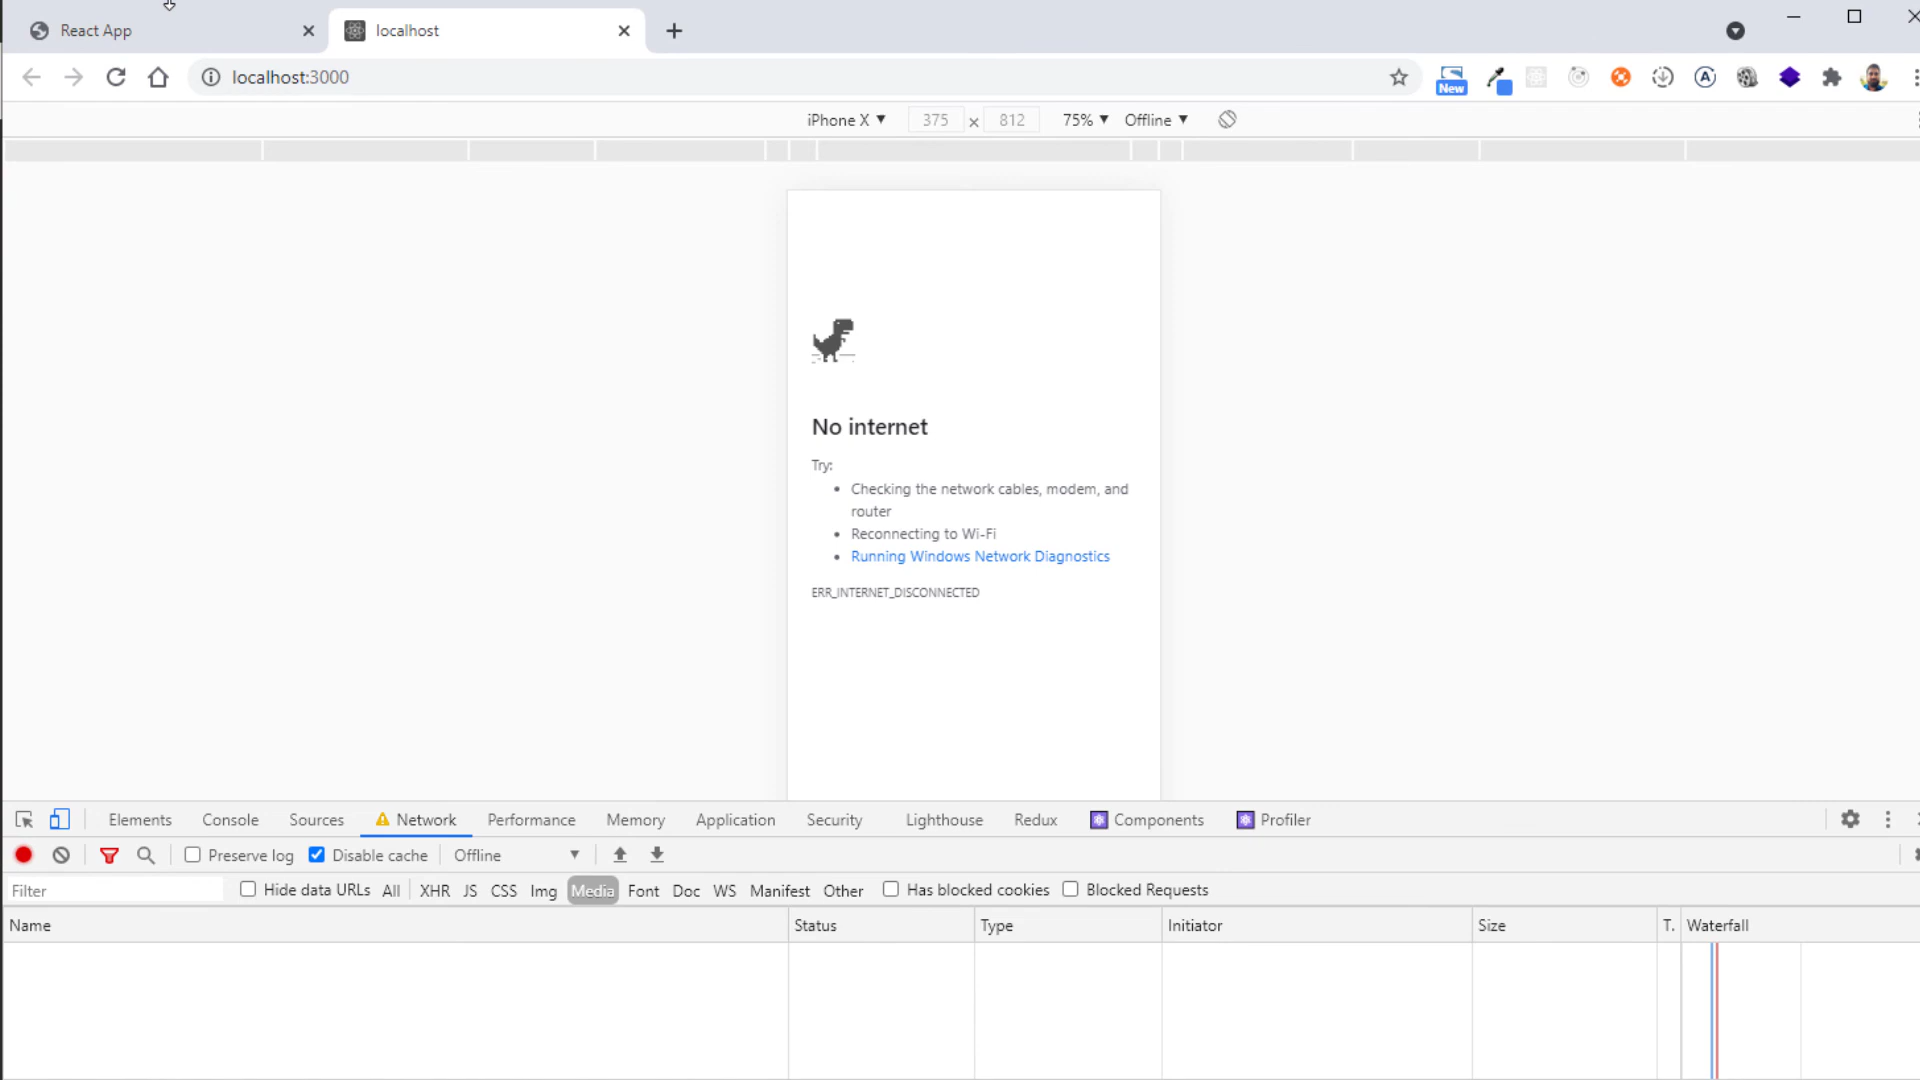 React App
localhost
localhost:3000
New
iPhone X
375
x
812
75%
Offline
No internet
Try:
Checking the network cables, modem, and
router
Reconnecting to Wi-Fi
Running Windows Network Diagnostics
ERR_INTERNET_DISCONNECTED
Elements
Console
Sources
Network
Performance
Memory
Application
Security
Lighthouse
Redux
Components
Profiler
Preserve log
Disable cache
Offline
Filter
Hide data URLs
All
XHR
JS
CSS
Img
Media
Font
Doc
WS
Manifest
Other
Has blocked cookies
Blocked Requests
Name
Status
Type
Initiator
Size
T.
Waterfall